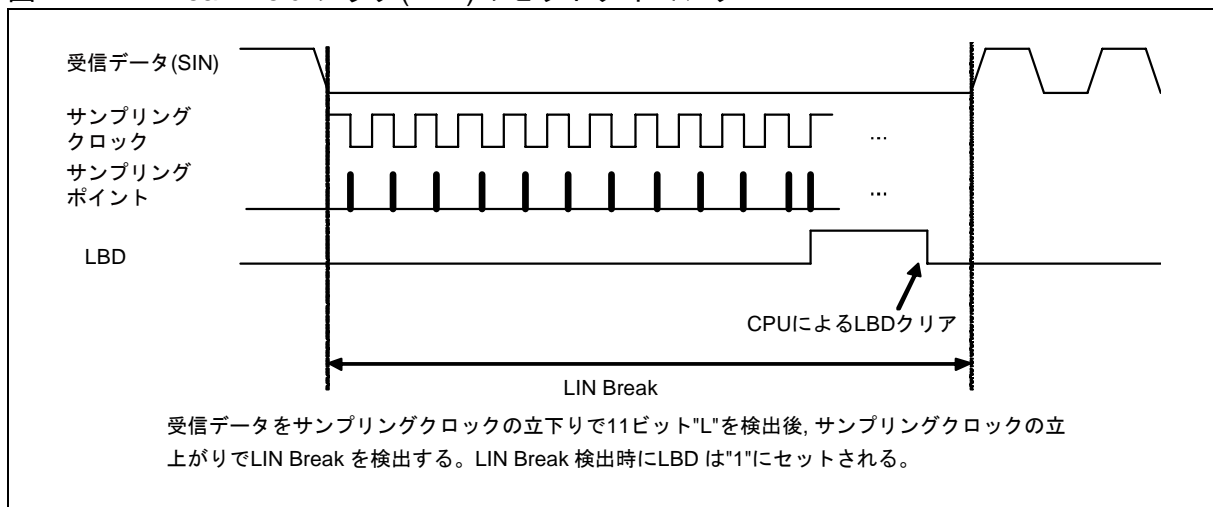 受信データ(SIN)
サンプリング
クロック
...
サンプリング
ポイント
...
LBD
CPUによるLBDクリア
LIN Break
受信データをサンプリングクロックの立下りで11ビット"L"を検出後, サンプリングクロックの立
上がりでLIN Break を検出する。LIN Break 検出時にLBD は"1"にセットされる。